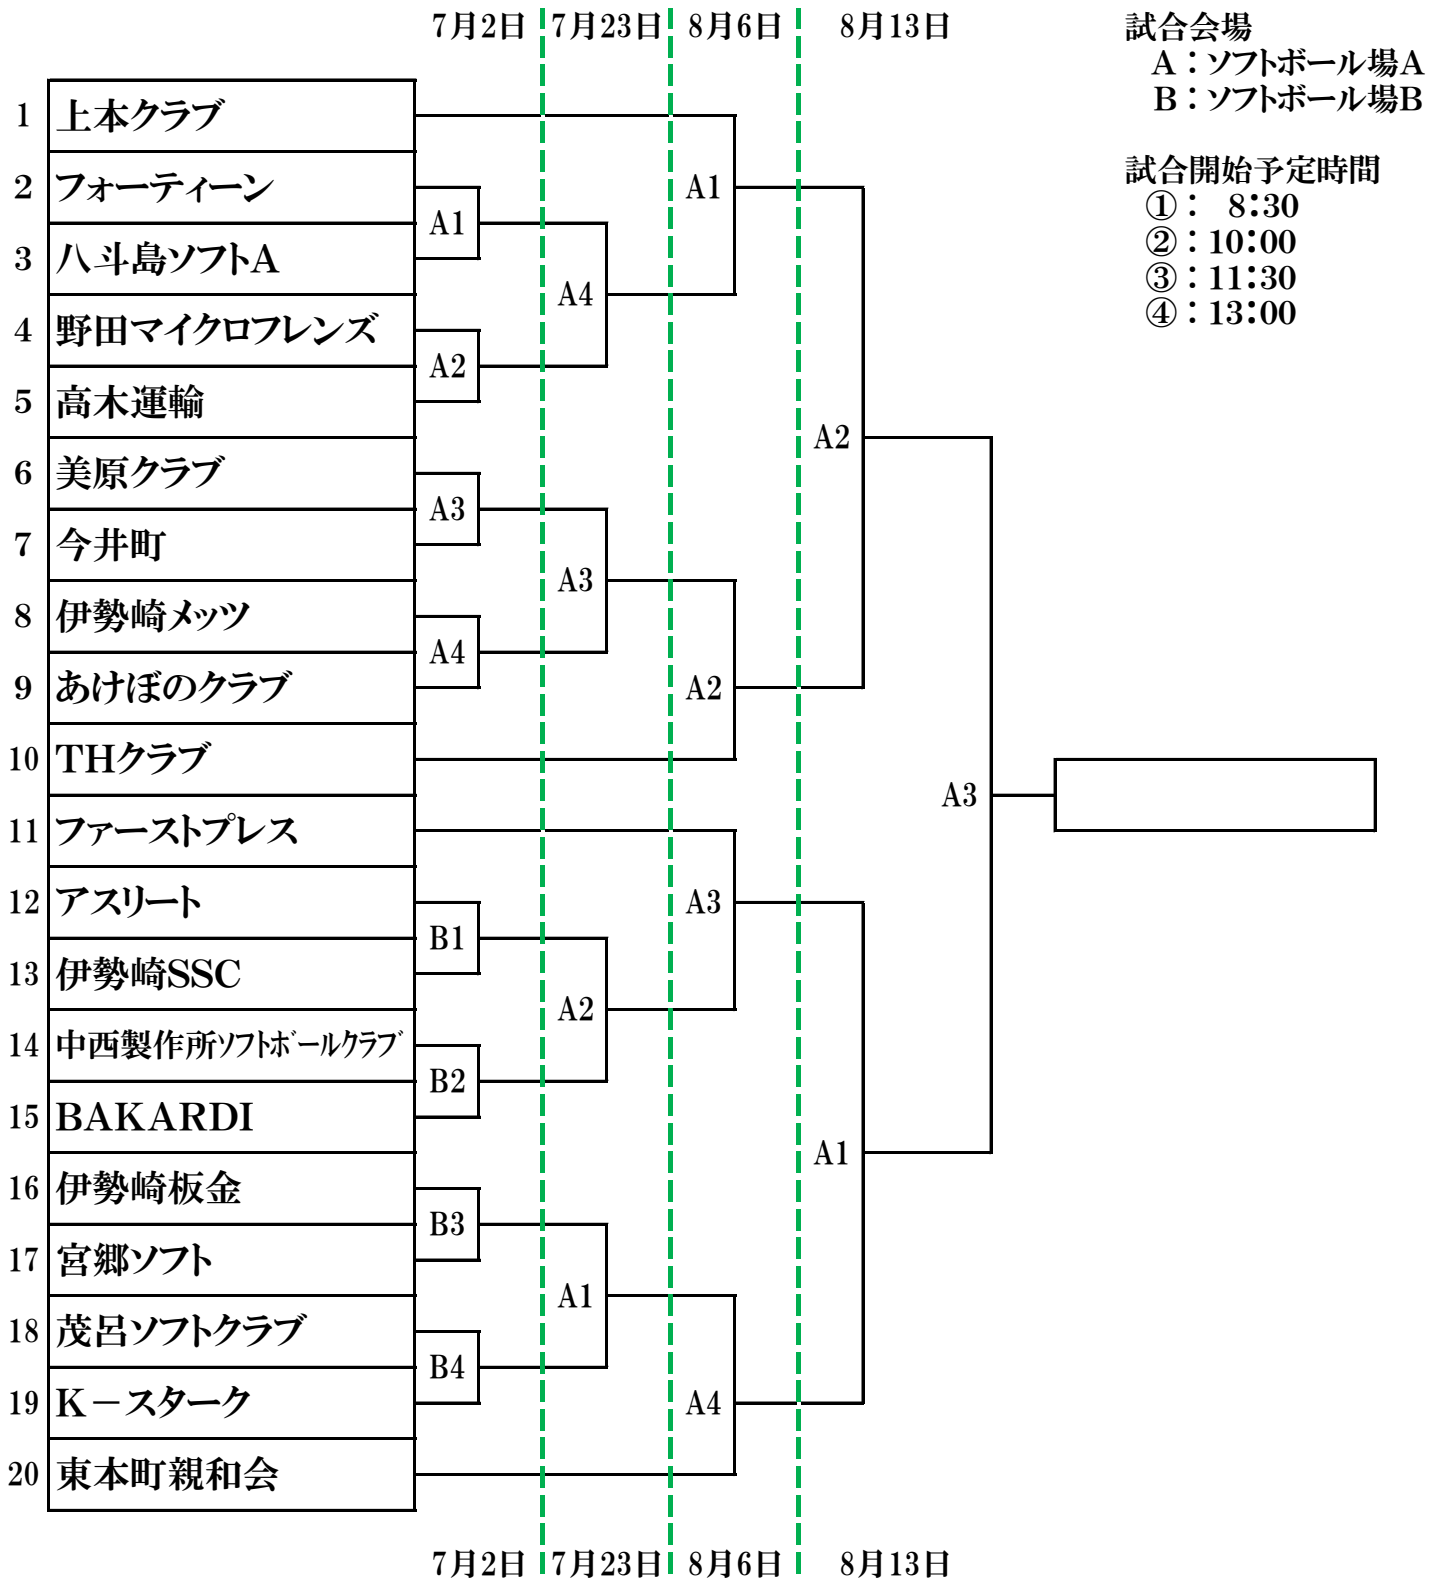 7月2日 7月23日 8月6日 8月13日
試合会場
A：ソフトボール場A
B：ソフトボール場B
試合開始予定時間
①： 8：30
②：10：00
③：11：30
④：13：00
1 上本クラブ
2 フォーティーン
3 八斗島ソフトA
4 野田マイクロフレンズ
5 高木運輸
6 美原クラブ
7 今井町
8 伊勢崎メッツ
9 あけぼのクラブ
10 THクラブ
11 ファーストプレス
12 アスリート
13 伊勢崎SSC
14 中西製作所ｿﾌﾄﾎﾞｰﾙｸﾗﾌﾞ
15 BAKARDI
16 伊勢崎板金
17 宮郷ソフト
18 茂呂ソフトクラブ
19 K－スターク
20 東本町親和会
A1
A2
A3
A4
B1
B2
B3
B4
A4
A3
A2
A1
A1
A2
A3
A4
A2
A1
A3
7月2日 7月23日 8月6日 8月13日